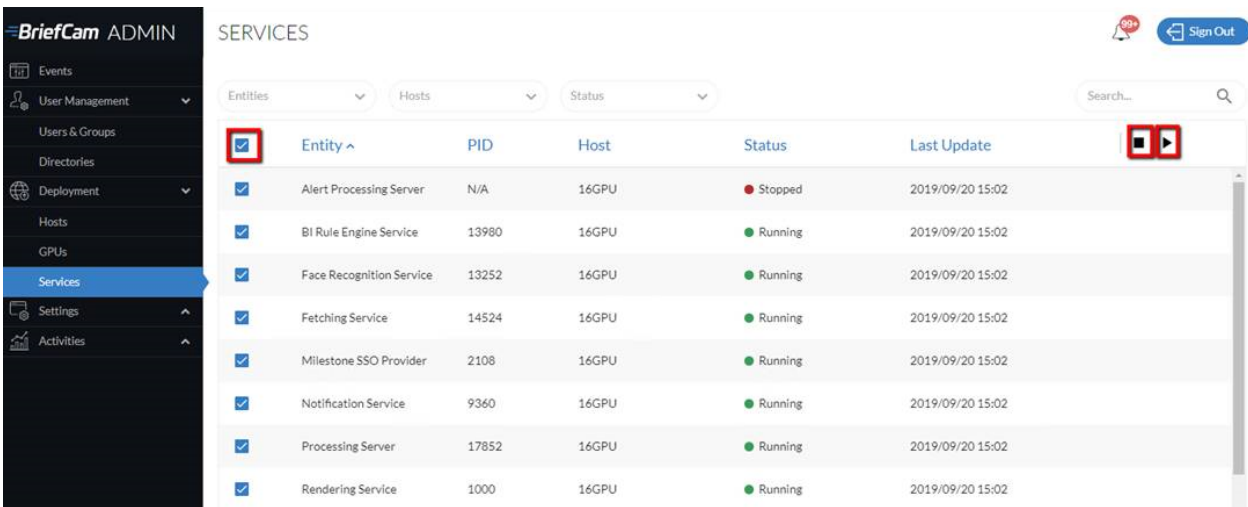 BriefCam ADMIN
SERVICES
99+
Sign Out
Events
User Management
Users & Groups
Directories
Deployment
Hosts
GPUs
Services
Settings
Activities
Entities Hosts Status Search...
Entity PID Host Status Last Update
Alert Processing Server N/A 16GPU Stopped 2019/09/20 15:02
BI Rule Engine Service 13980 16GPU Running 2019/09/20 15:02
Face Recognition Service 13252 16GPU Running 2019/09/20 15:02
Fetching Service 14524 16GPU Running 2019/09/20 15:02
Milestone SSO Provider 2108 16GPU Running 2019/09/20 15:02
Notification Service 9360 16GPU Running 2019/09/20 15:02
Processing Server 17852 16GPU Running 2019/09/20 15:02
Rendering Service 1000 16GPU Running 2019/09/20 15:02